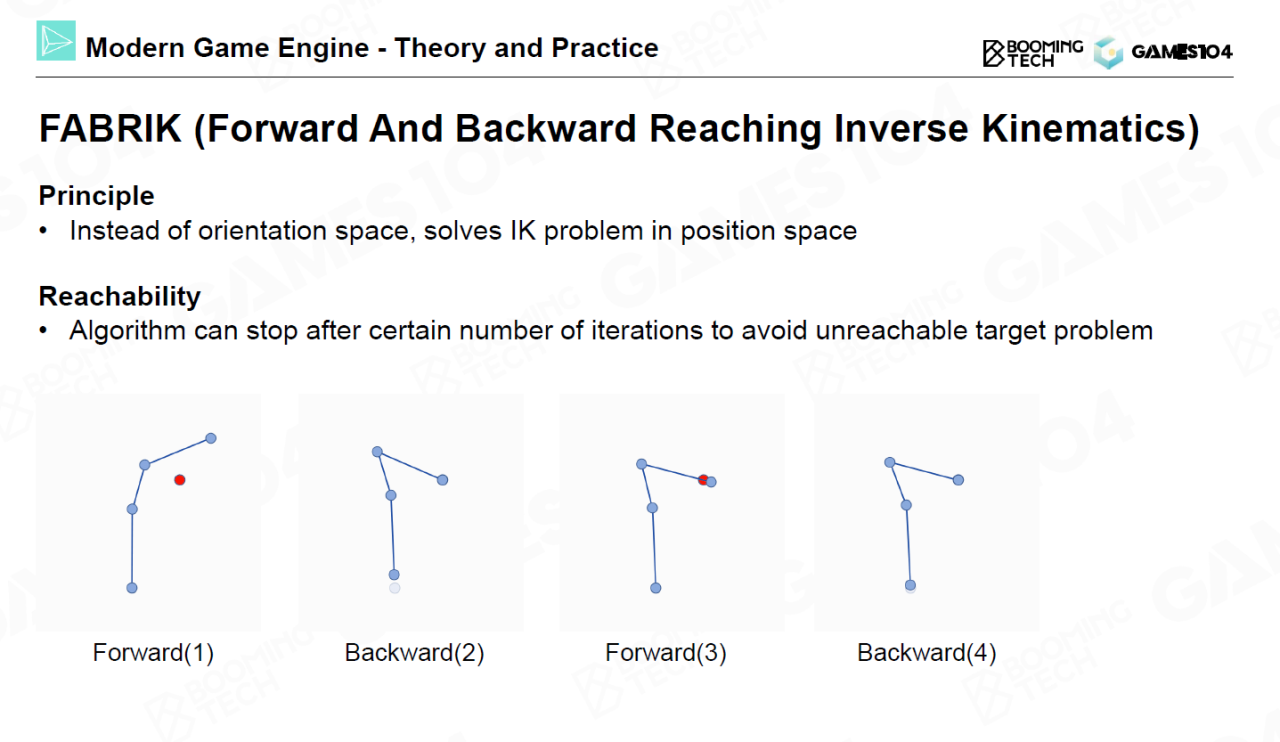 Modern Game Engine - Theory and Practice
BOOMING
TECH
GAMES104
FABRIK (Forward And Backward Reaching Inverse Kinematics)
Principle
• Instead of orientation space, solves IK problem in position space
Reachability
• Algorithm can stop after certain number of iterations to avoid unreachable target problem
Forward(1)
Backward(2)
Forward(3)
Backward(4)